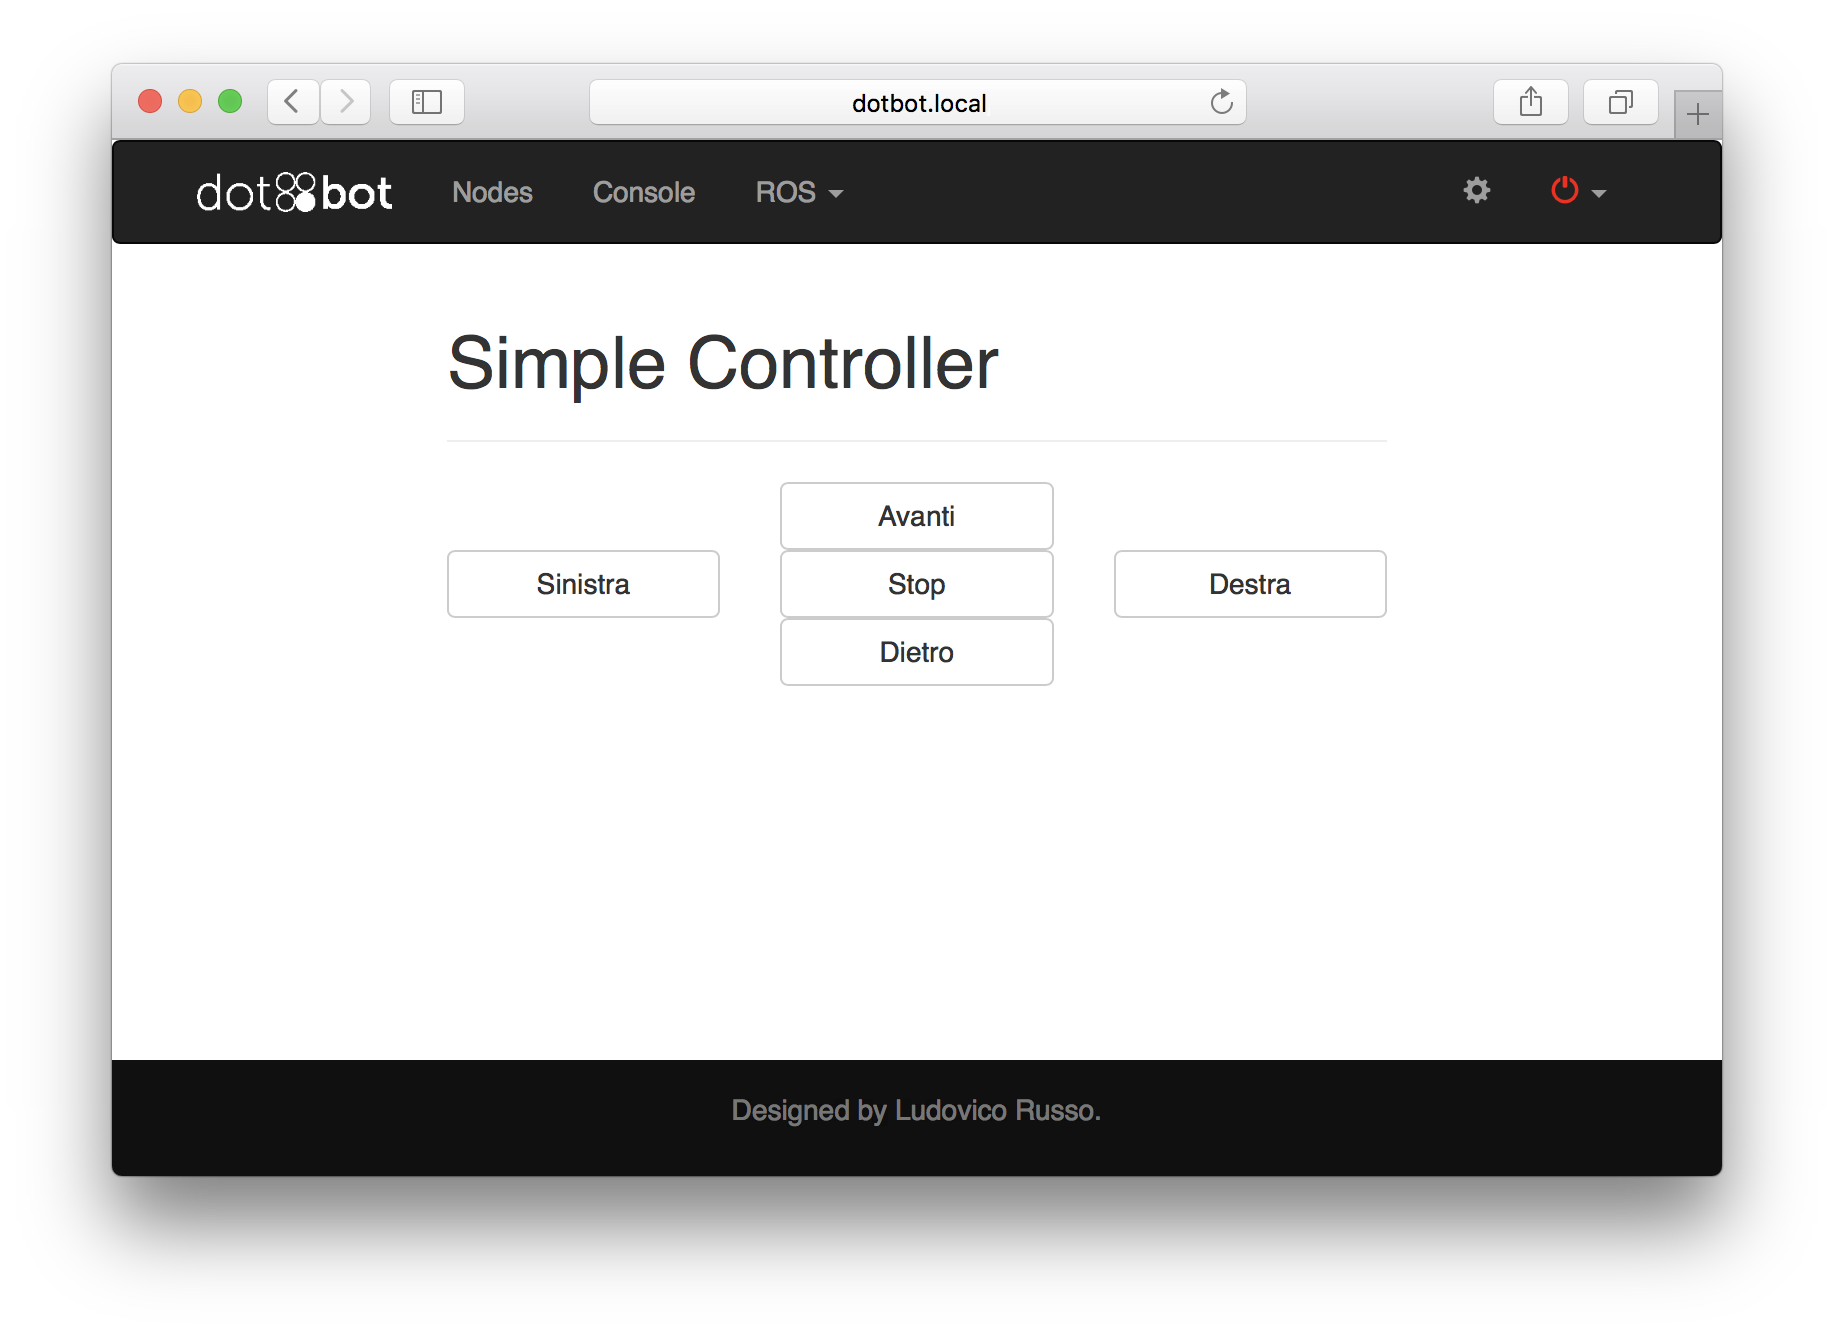 dotbot.local
dotbot Nodes Console ROS
Simple Controller
Avanti
Sinistra Stop Destra
Dietro
Designed by Ludovico Russo.